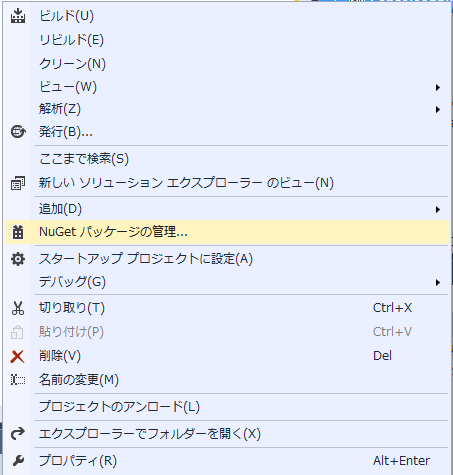 ビルド(U)
リビルド(E)
クリーン(N)
ビュー(W)
解析(Z)
発行(B)...
ここまで検索(S)
新しい ソリューション エクスプローラー のビュー(N)
追加(D)
NuGet パッケージの管理...
スタートアップ プロジェクトに設定(A)
デバッグ(G)
切り取り(T) Ctrl+X
貼り付け(P) Ctrl+V
削除(V) Del
名前の変更(M)
プロジェクトのアンロード(L)
エクスプローラーでフォルダーを開く(X)
プロパティ(R) Alt+Enter